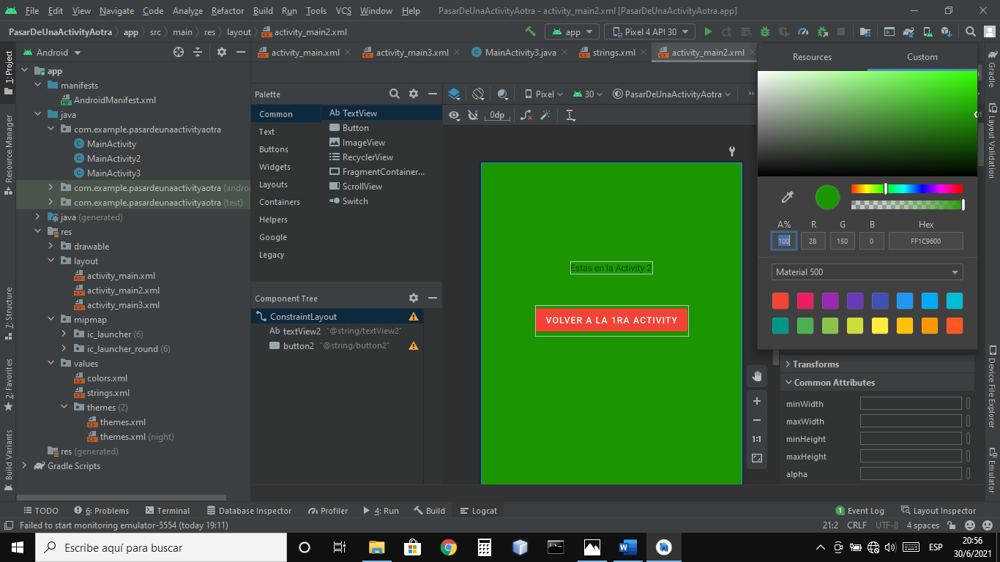 File Edit View Navigate Code Analyze Refactor Build Run Tools VCS Window Help PasarDeUnaActivityAotra - activity_main2.xml [PasarDeUnaActivityAotra.app]
PasarDeUnaActivityAotra app src main res layout activity_main2.xml app Pixel 4 API 30
Android activity_main.xml activity_main3.xml MainActivity3.java strings.xml activity_main2.xml
1: Project
Resource Manager
7: Structure
2: Favorites
Build Variants
app
manifests
AndroidManifest.xml
java
com.example.pasardeunaactivityaotra
MainActivity
MainActivity2
MainActivity3
com.example.pasardeunaactivityaotra (andro
com.example.pasardeunaactivityaotra (test)
java (generated)
res
drawable
layout
activity_main.xml
activity_main2.xml
activity_main3.xml
mipmap
ic_launcher (6)
ic_launcher_round (6)
values
colors.xml
strings.xml
themes (2)
themes.xml
themes.xml (night)
res (generated)
Gradle Scripts
Palette
Common
Text
Buttons
Widgets
Layouts
Containers
Helpers
Google
Legacy
Ab TextView
Button
ImageView
RecyclerView
FragmentContainer...
ScrollView
Switch
Component Tree
ConstraintLayout
Ab textView2 "@string/textView2"
button2 "@string/button2"
Pixel 30 PasarDeUnaActivityAotra »
0dp
Estas en la Activity 2
VOLVER A LA 1RA ACTIVITY
1:1
Resources Custom
A% R G B Hex
100 28 150 0 FF1C9600
Material 500
Transforms
Common Attributes
minWidth
maxWidth
minHeight
maxHeight
alpha
Gradle
Layout Validation
Device File Explorer
Emulator
TODO 6: Problems Terminal Database Inspector Profiler 4: Run Build Logcat 1 Event Log Layout Inspector
Failed to start monitoring emulator-5554 (today 19:11) 21:2 CRLF UTF-8 4 spaces
Escribe aquí para buscar
ESP
20:56
30/6/2021